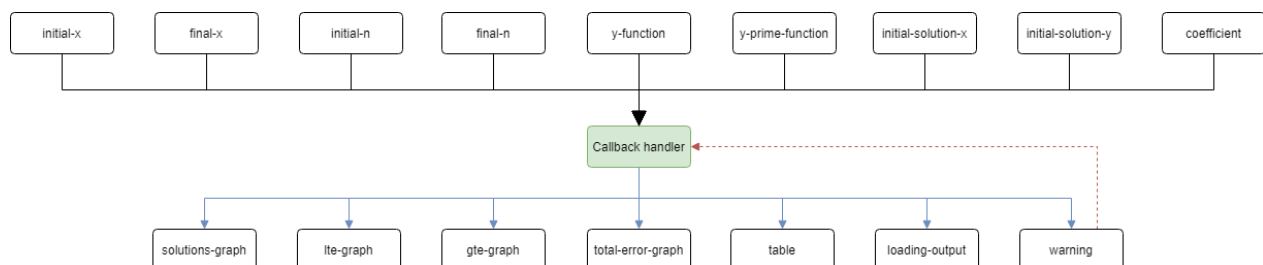 initial-x
final-x
initial-n
final-n
y-function
y-prime-function
initial-solution-x
initial-solution-y
coefficient
Callback handler
solutions-graph
lte-graph
gte-graph
total-error-graph
table
loading-output
warning